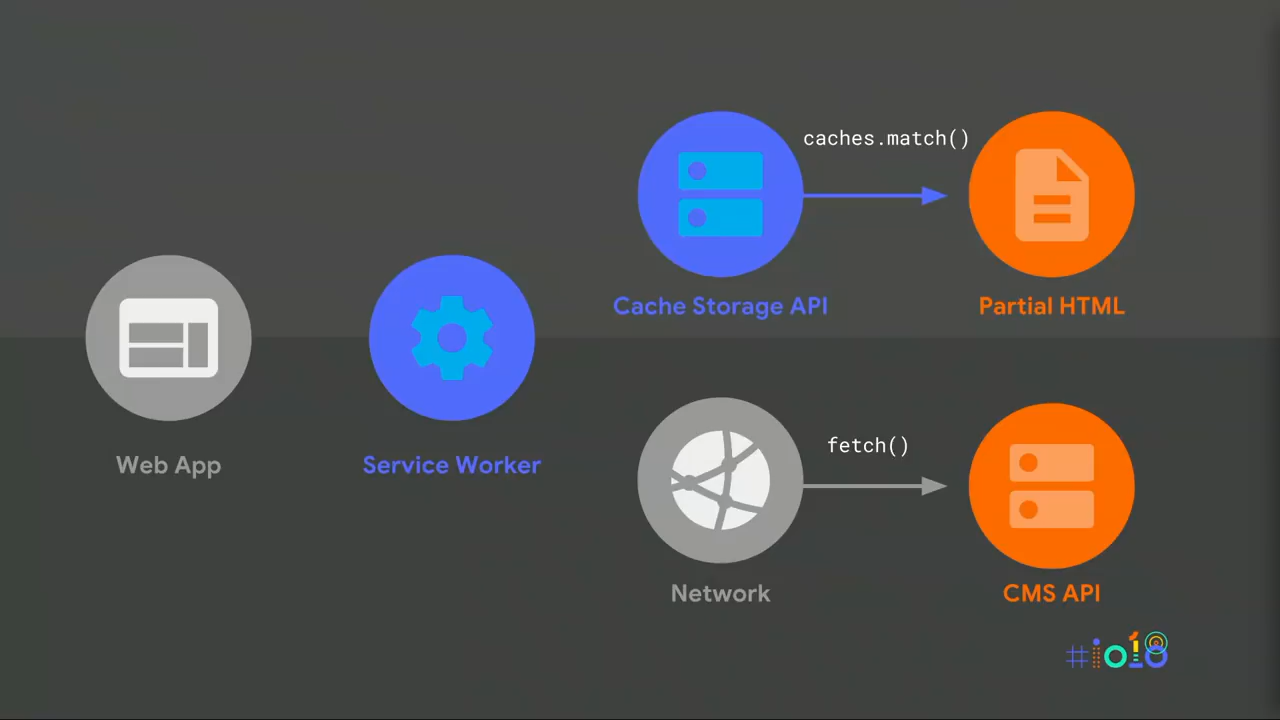 caches.match()
Cache Storage API
Partial HTML
Web App
Service Worker
fetch()
Network
CMS API
#io18